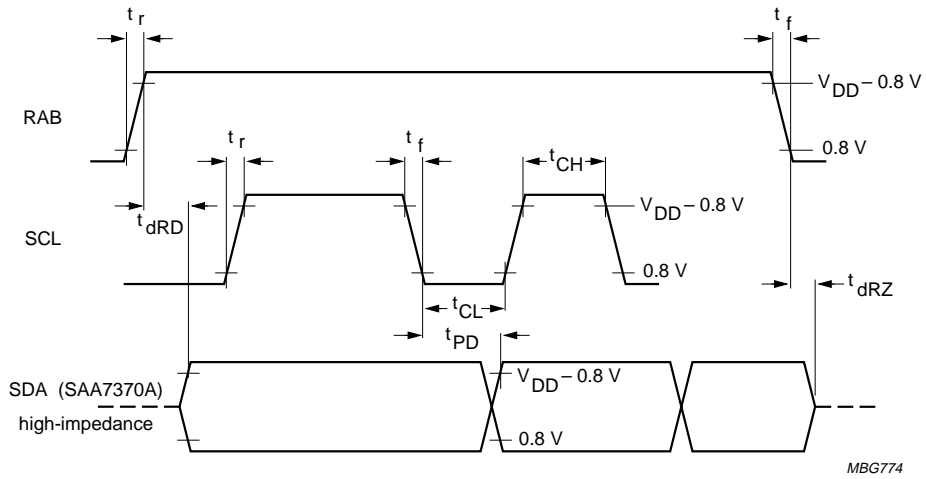 t r
t f
RAB
V DD – 0.8 V
0.8 V
t r
t f
t CH
t dRD
V DD – 0.8 V
SCL
0.8 V
t dRZ
t CL
t PD
SDA (SAA7370A)
V DD – 0.8 V
high-impedance
0.8 V
MBG774